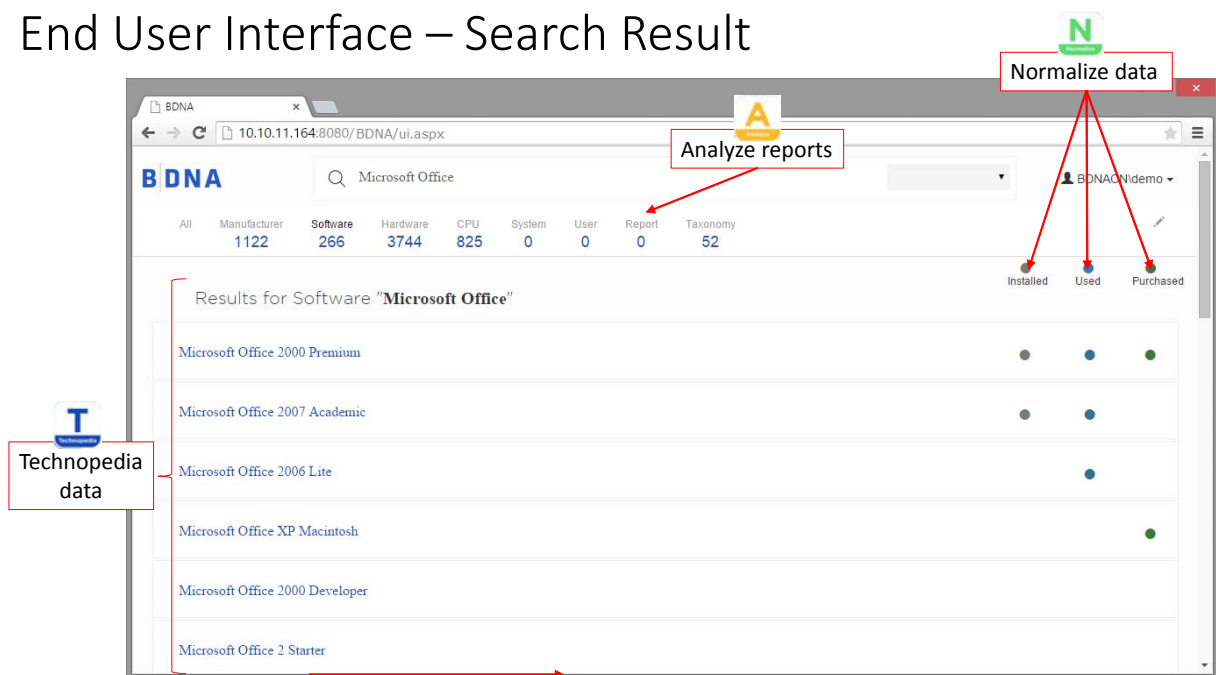 End User Interface – Search Result
N
Normalize
Normalize data
BDNA
10.10.11.164:8080/BDNA/ui.aspx
A
Analyze
Analyze reports
BDNA
Microsoft Office
BDNAON\demo
All Manufacturer Software Hardware CPU System User Report Taxonomy
1122 266 3744 825 0 0 0 52
Installed Used Purchased
Results for Software "Microsoft Office"
Microsoft Office 2000 Premium
Microsoft Office 2007 Academic
T
Technopedia
Technopedia
data
Microsoft Office 2006 Lite
Microsoft Office XP Macintosh
Microsoft Office 2000 Developer
Microsoft Office 2 Starter